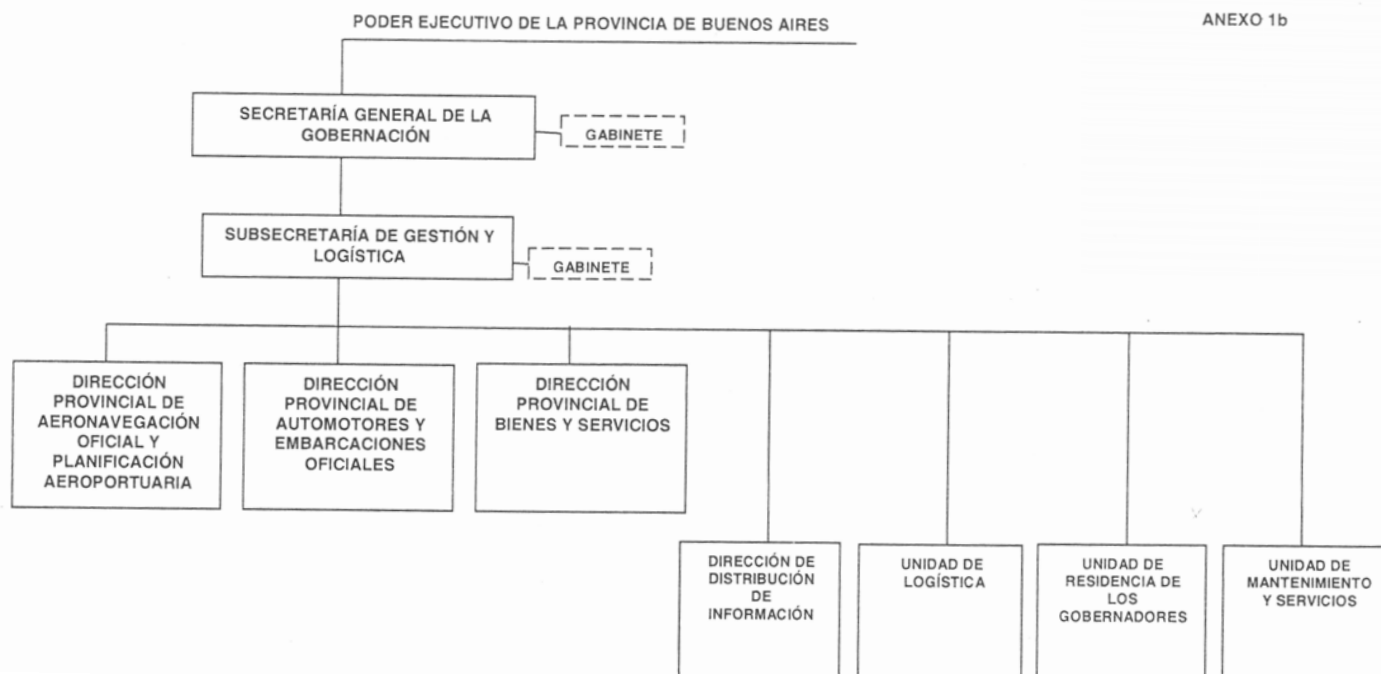 PODER EJECUTIVO DE LA PROVINCIA DE BUENOS AIRES
ANEXO 1b
SECRETARÍA GENERAL DE LA
GOBERNACIÓN
GABINETE
SUBSECRETARÍA DE GESTIÓN Y
LOGÍSTICA
GABINETE
DIRECCIÓN
PROVINCIAL DE
AERONAVEGACIÓN
OFICIAL Y
PLANIFICACIÓN
AEROPORTUARIA
DIRECCIÓN
PROVINCIAL DE
AUTOMOTORES Y
EMBARCACIONES
OFICIALES
DIRECCIÓN
PROVINCIAL DE
BIENES Y SERVICIOS
DIRECCIÓN DE
DISTRIBUCIÓN
DE
INFORMACIÓN
UNIDAD DE
LOGÍSTICA
UNIDAD DE
RESIDENCIA DE
LOS
GOBERNADORES
UNIDAD DE
MANTENIMIENTO
Y SERVICIOS